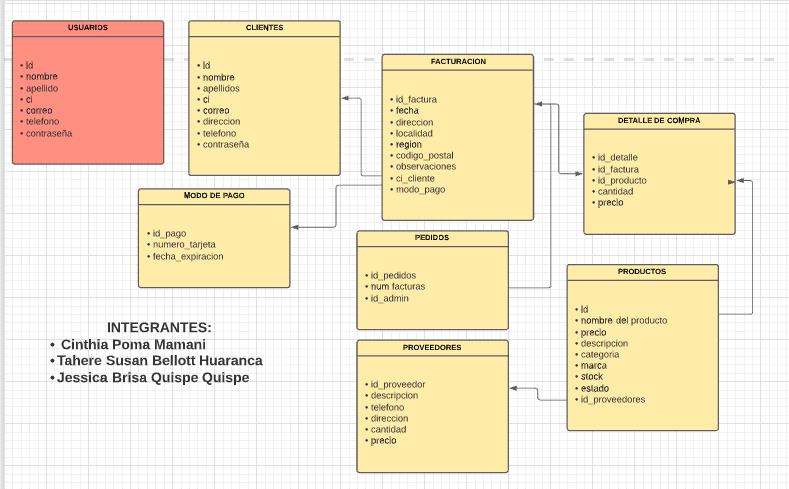 USUARIOS
• Id
• nombre
• apellido
• ci
• correo
• telefono
• contraseña
CLIENTES
• Id
• nombre
• apellidos
• ci
• correo
• direccion
• telefono
• contraseña
FACTURACION
• id_factura
• fecha
• direccion
• localidad
• region
• codigo_postal
• observaciones
• ci_cliente
• modo_pago
DETALLE DE COMPRA
• id_detalle
• id_factura
• id_producto
• cantidad
• precio
MODO DE PAGO
• id_pago
• numero_tarjeta
• fecha_expiracion
PEDIDOS
• id_pedidos
• num facturas
• id_admin
PRODUCTOS
• Id
• nombre del producto
• precio
• descripcion
• categoria
• marca
• stock
• estado
• id_proveedores
PROVEEDORES
• id_proveedor
• descripcion
• telefono
• direccion
• cantidad
• precio
INTEGRANTES:
• Cinthia Poma Mamani
• Tahere Susan Bellott Huaranca
• Jessica Brisa Quispe Quispe